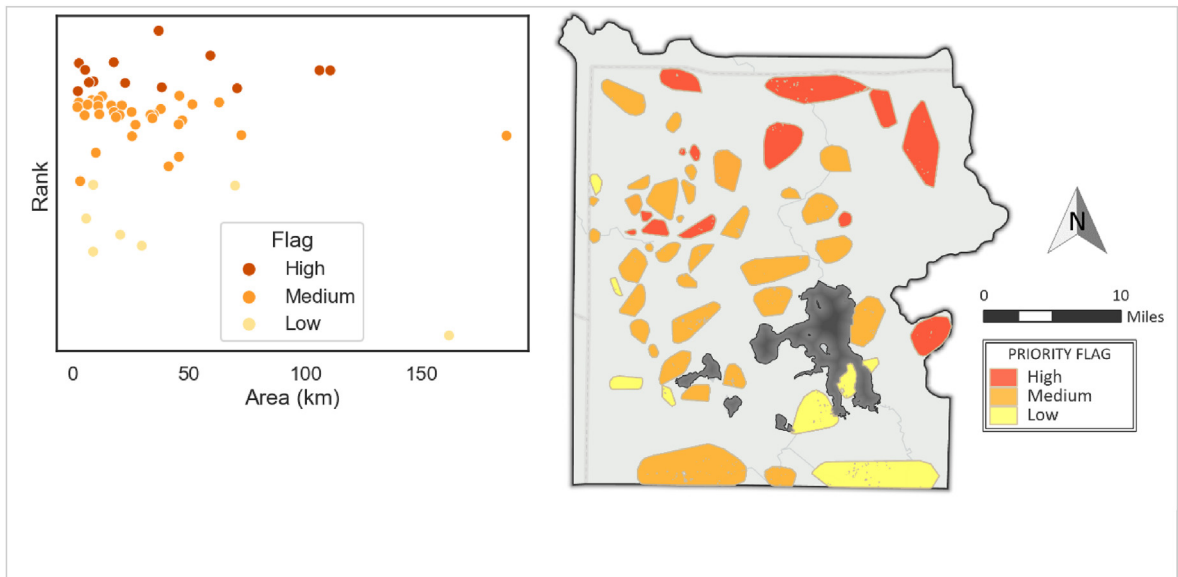 Rank
Flag
High
Medium
Low
0 50 100 150
Area (km)
N
0 10
Miles
PRIORITY FLAG
High
Medium
Low